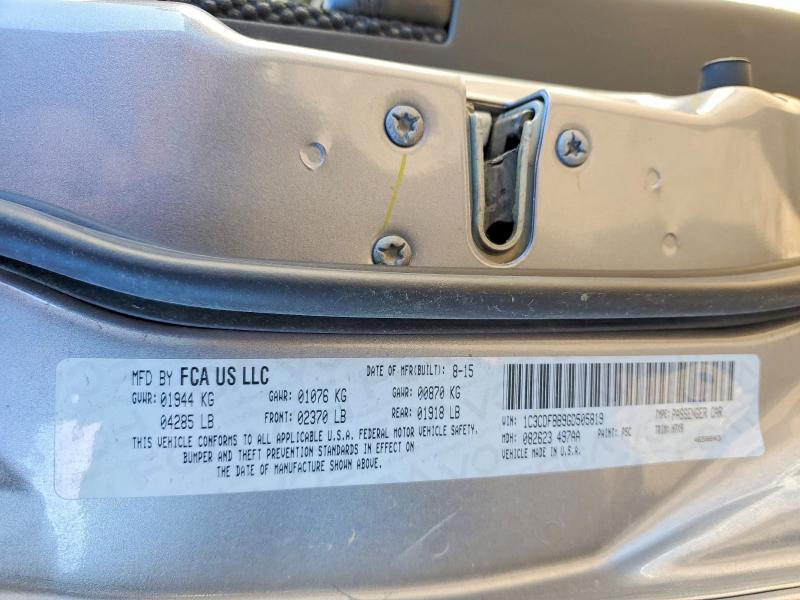 MFD BY FCA US LLC DATE OF MFR(BUILT): 8-15
GVWR: 01944 KG GAWR: 01076 KG GAWR: 00870 KG
04285 LB FRONT: 02370 LB REAR: 01918 LB
THIS VEHICLE CONFORMS TO ALL APPLICABLE U.S.A. FEDERAL MOTOR VEHICLE SAFETY,
BUMPER AND THEFT PREVENTION STANDARDS IN EFFECT ON
THE DATE OF MANUFACTURE SHOWN ABOVE.
VIN: 1C3CDFBB9GD505819 TYPE: PASSENGER CAR
MDH: 082623 497AA PAINT: PSC TRIM:
VEHICLE MADE IN U.S.A.